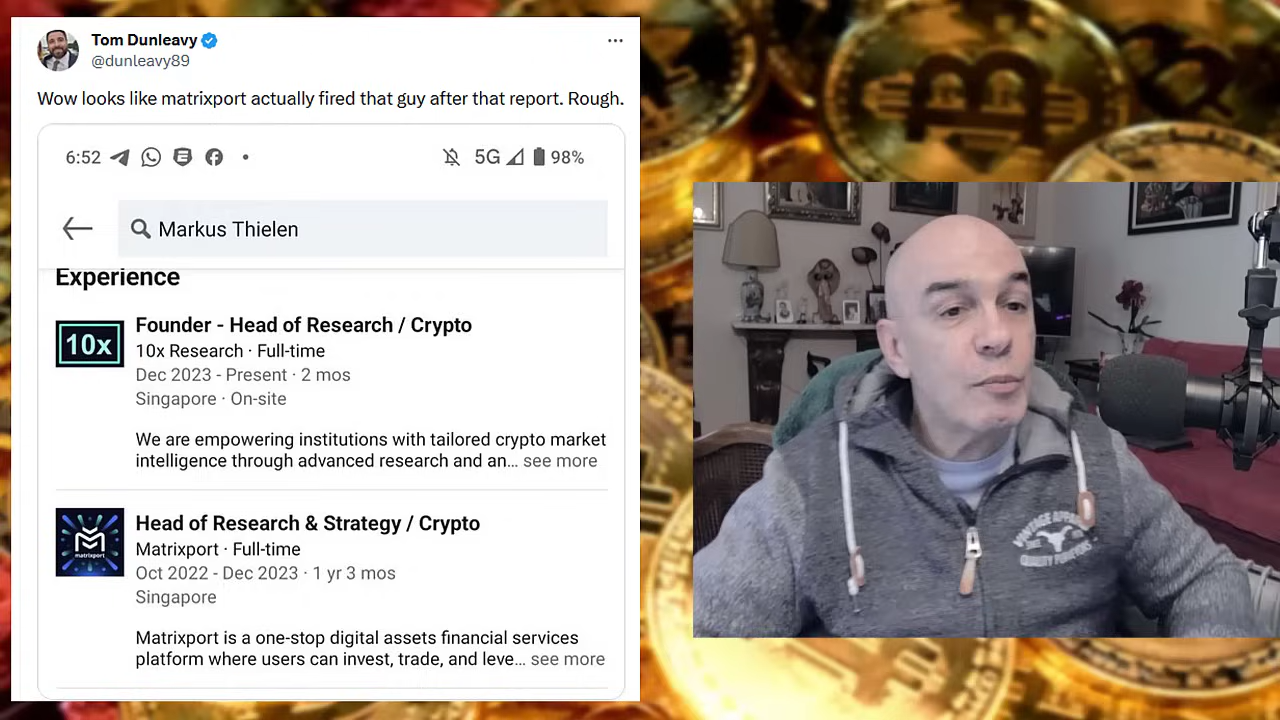 Tom Dunleavy
@dunleavy89
Wow looks like matrixport actually fired that guy after that report. Rough.
6:52
5G
98%
Markus Thielen
Experience
10x
Founder - Head of Research / Crypto
10x Research · Full-time
Dec 2023 - Present · 2 mos
Singapore · On-site
We are empowering institutions with tailored crypto market
intelligence through advanced research and an… see more
matrixport
Head of Research & Strategy / Crypto
Matrixport · Full-time
Oct 2022 - Dec 2023 · 1 yr 3 mos
Singapore
Matrixport is a one-stop digital assets financial services
platform where users can invest, trade, and leve… see more